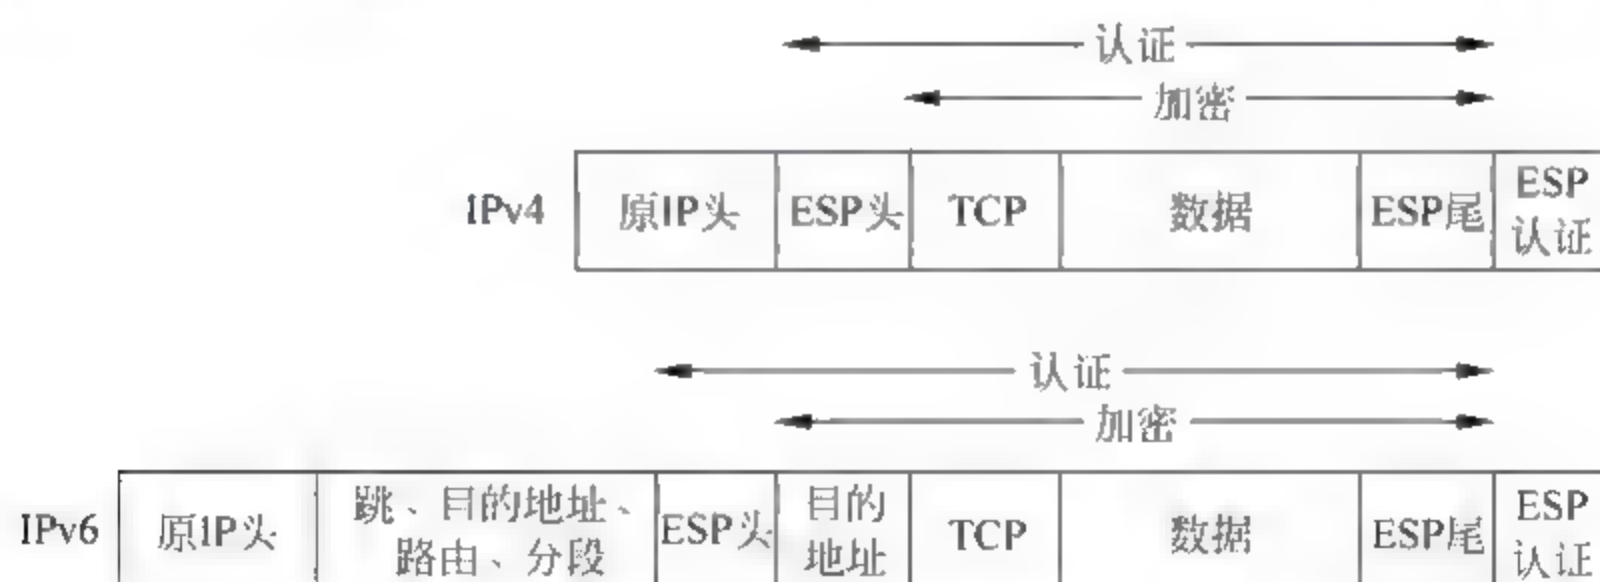 认证
加密
IPv4 原IP头 ESP头 TCP 数据 ESP尾 ESP
认证
认证
加密
IPv6 原IP头 跳、目的地址、 ESP头 目的 TCP 数据 ESP尾 ESP
路由、分段 地址 认证